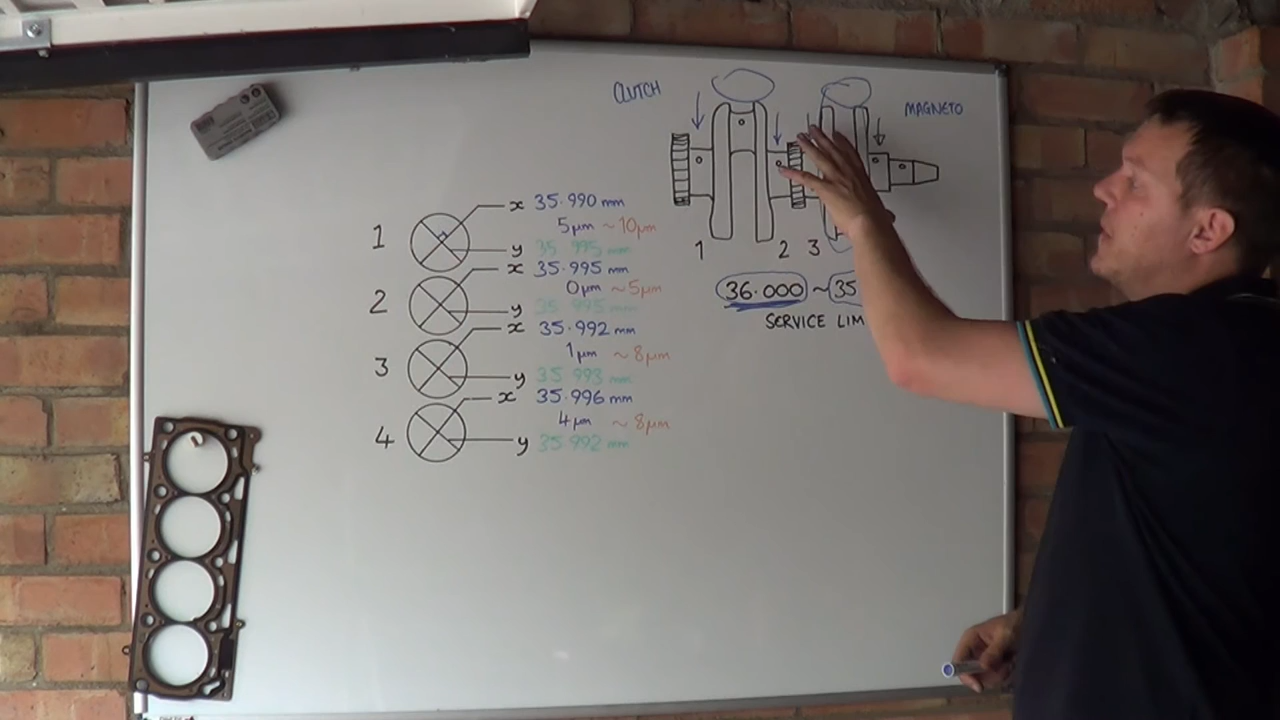 CLUTCH
MAGNETO
1 2 3
36.000 ~ 35
SERVICE LIM
1 x 35.990 mm
5µm ~ 10µm
y 35.995 mm
2 x 35.995 mm
0µm ~ 5µm
y 35.995 mm
3 x 35.992 mm
1µm ~ 8µm
y 35.993 mm
4 x 35.996 mm
4µm ~ 8µm
y 35.992 mm